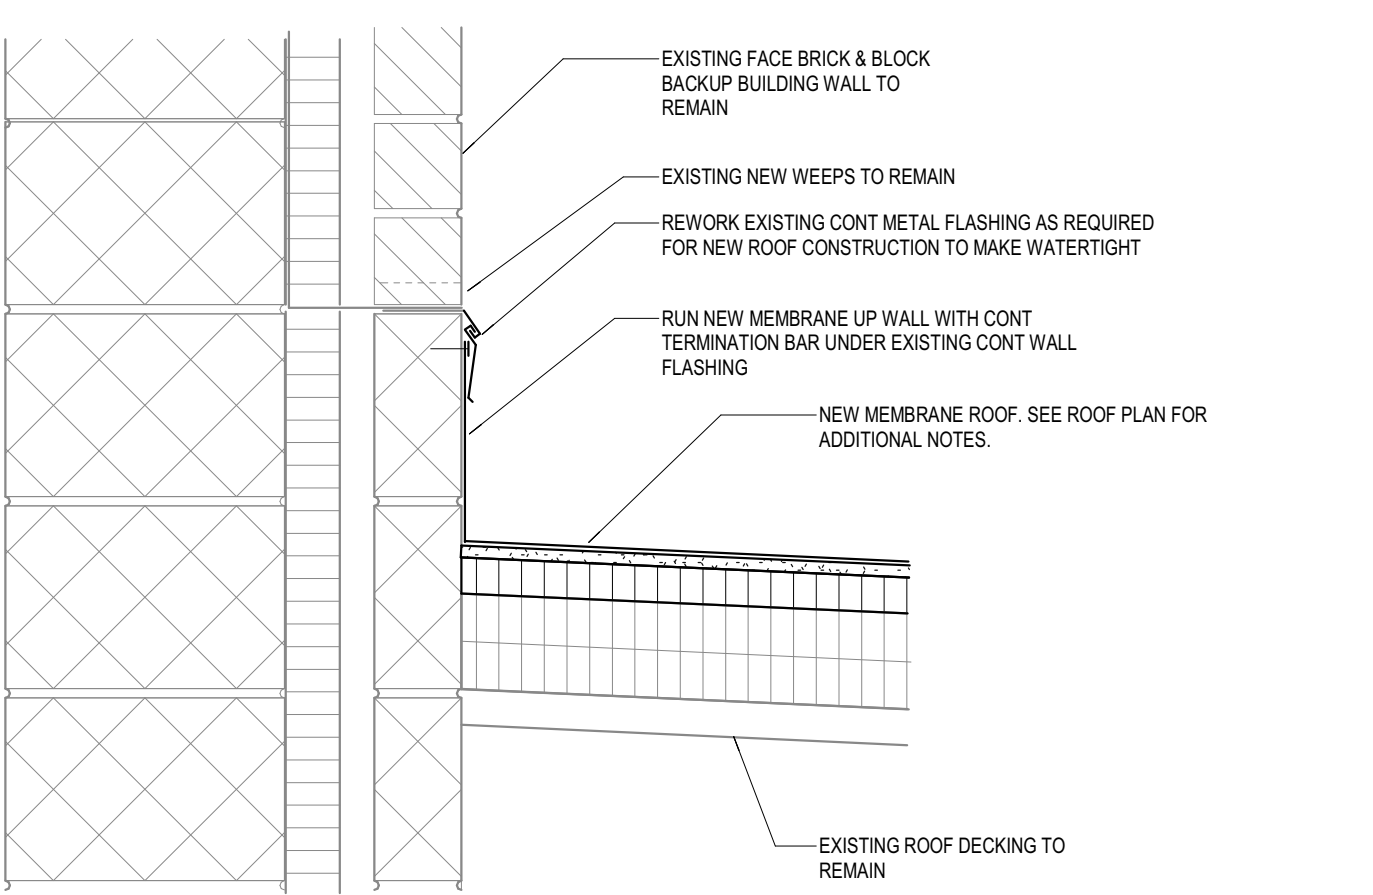 EXISTING FACE BRICK & BLOCK
BACKUP BUILDING WALL TO
REMAIN
EXISTING NEW WEEPS TO REMAIN
REWORK EXISTING CONT METAL FLASHING AS REQUIRED
FOR NEW ROOF CONSTRUCTION TO MAKE WATERTIGHT
RUN NEW MEMBRANE UP WALL WITH CONT
TERMINATION BAR UNDER EXISTING CONT WALL
FLASHING
NEW MEMBRANE ROOF. SEE ROOF PLAN FOR
ADDITIONAL NOTES.
EXISTING ROOF DECKING TO
REMAIN